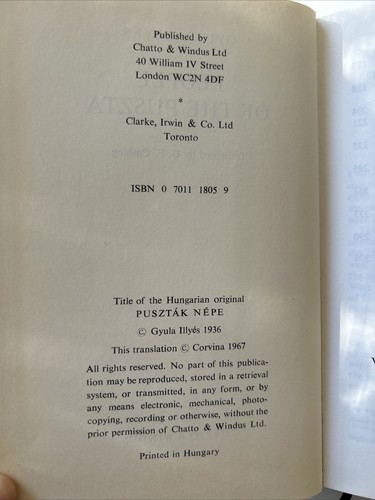 Published by
Chatto & Windus Ltd
40 William IV Street
London WC2N 4DF
*
Clarke, Irwin & Co. Ltd
Toronto
ISBN 0 7011 1805 9
Title of the Hungarian original
PUSZTÁK NÉPE
© Gyula Illyés 1936
This translation © Corvina 1967
All rights reserved. No part of this publica-
tion may be reproduced, stored in a retrieval
system, or transmitted, in any form, or by
any means electronic, mechanical, photo-
copying, recording or otherwise, without the
prior permission of Chatto & Windus Ltd.
Printed in Hungary